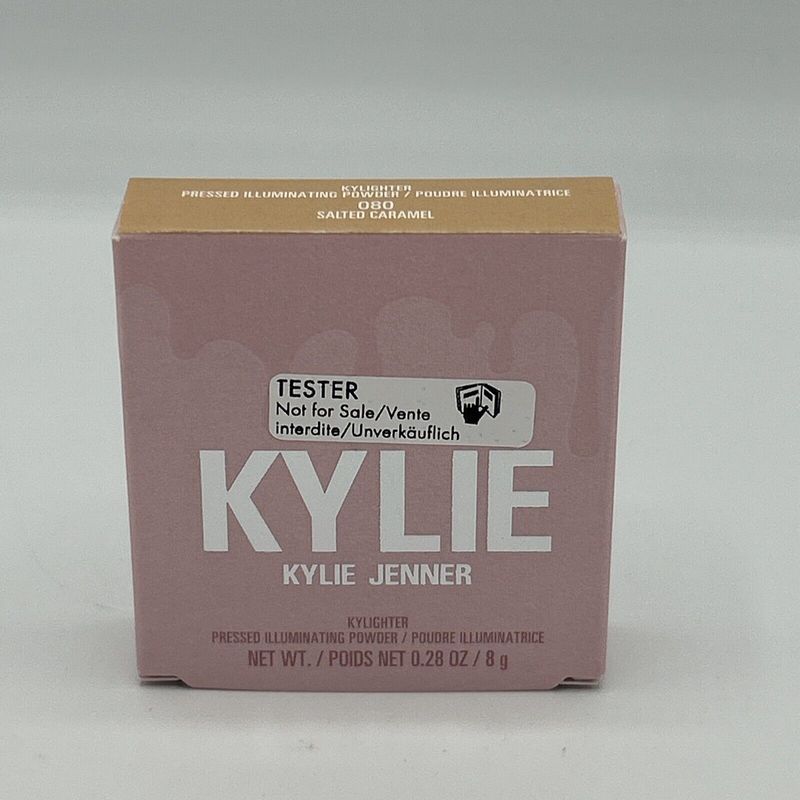 KYLIGHTER
PRESSED ILLUMINATING POWDER / POUDRE ILLUMINATRICE
080
SALTED CARAMEL
TESTER
Not for Sale/Vente
interdite/Unverkäuflich
KYLIE
KYLIE JENNER
KYLIGHTER
PRESSED ILLUMINATING POWDER / POUDRE ILLUMINATRICE
NET WT. / POIDS NET 0.28 OZ / 8 g